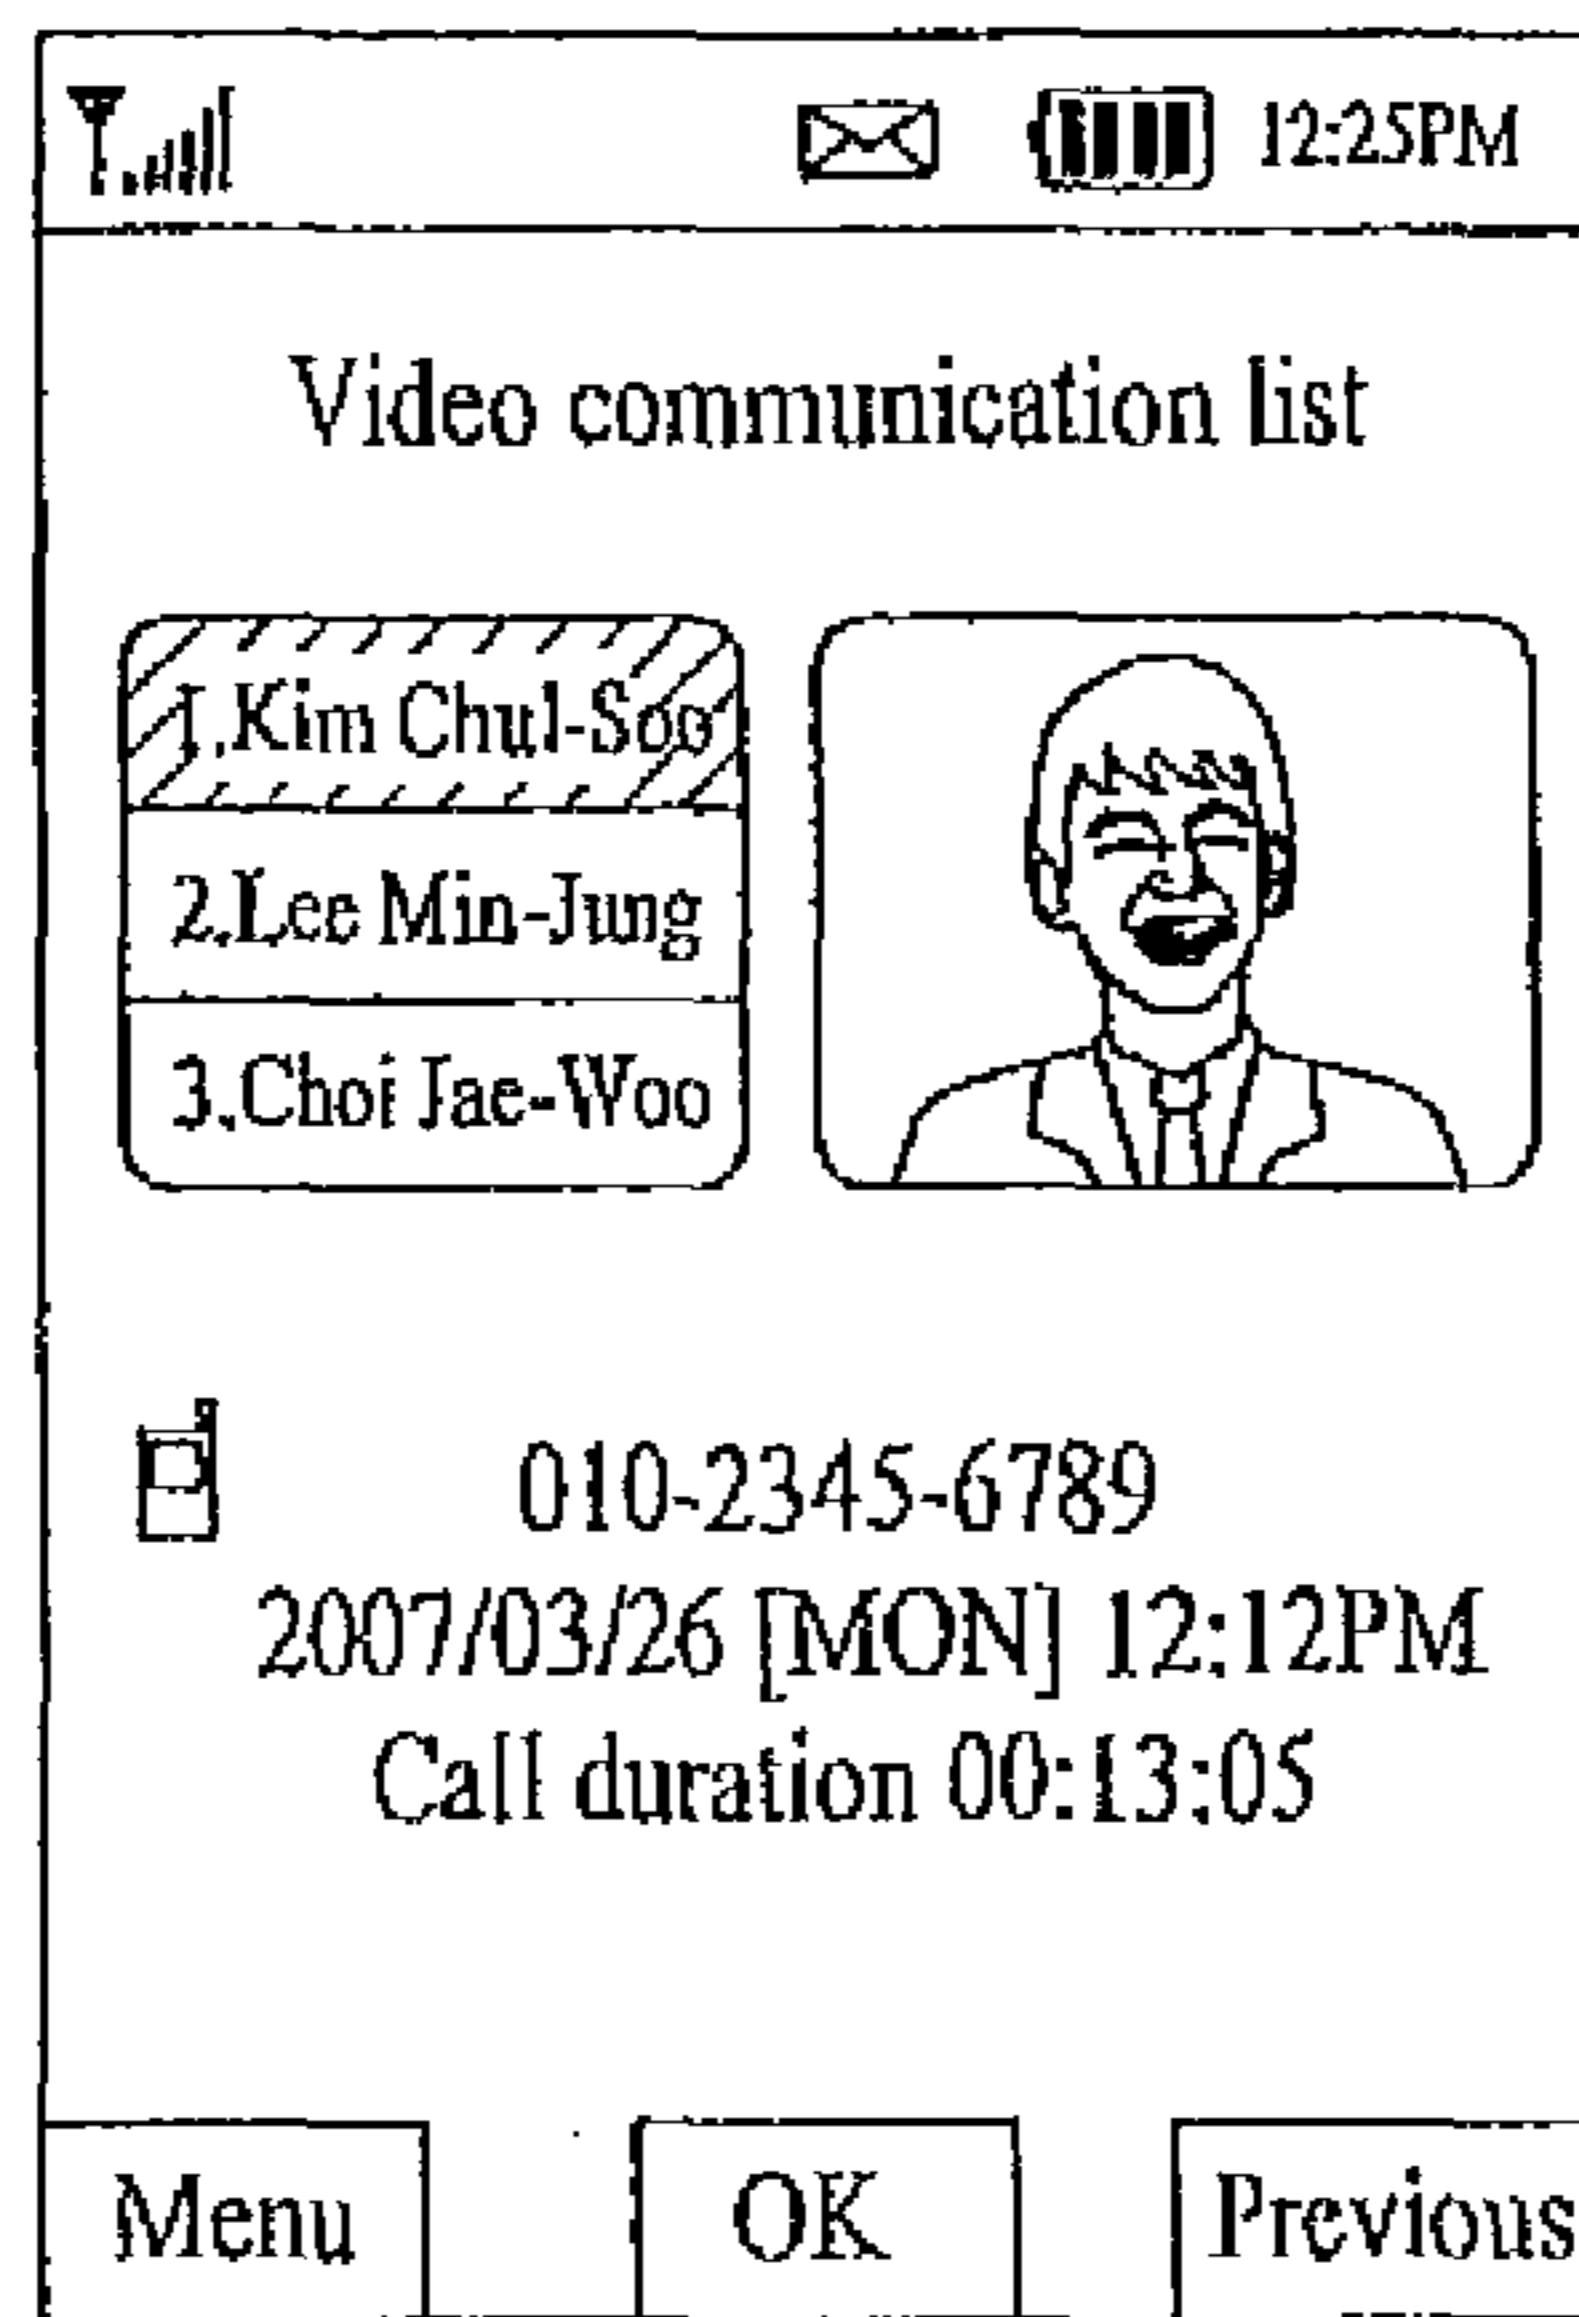 12:25PM
Video communication list
1.Kim Chul-Soo
2.Lee Min-Jung
3.Choi Jae-Woo
010-2345-6789
2007/03/26 [MON] 12:12PM
Call duration 00:13:05
Menu OK Previous